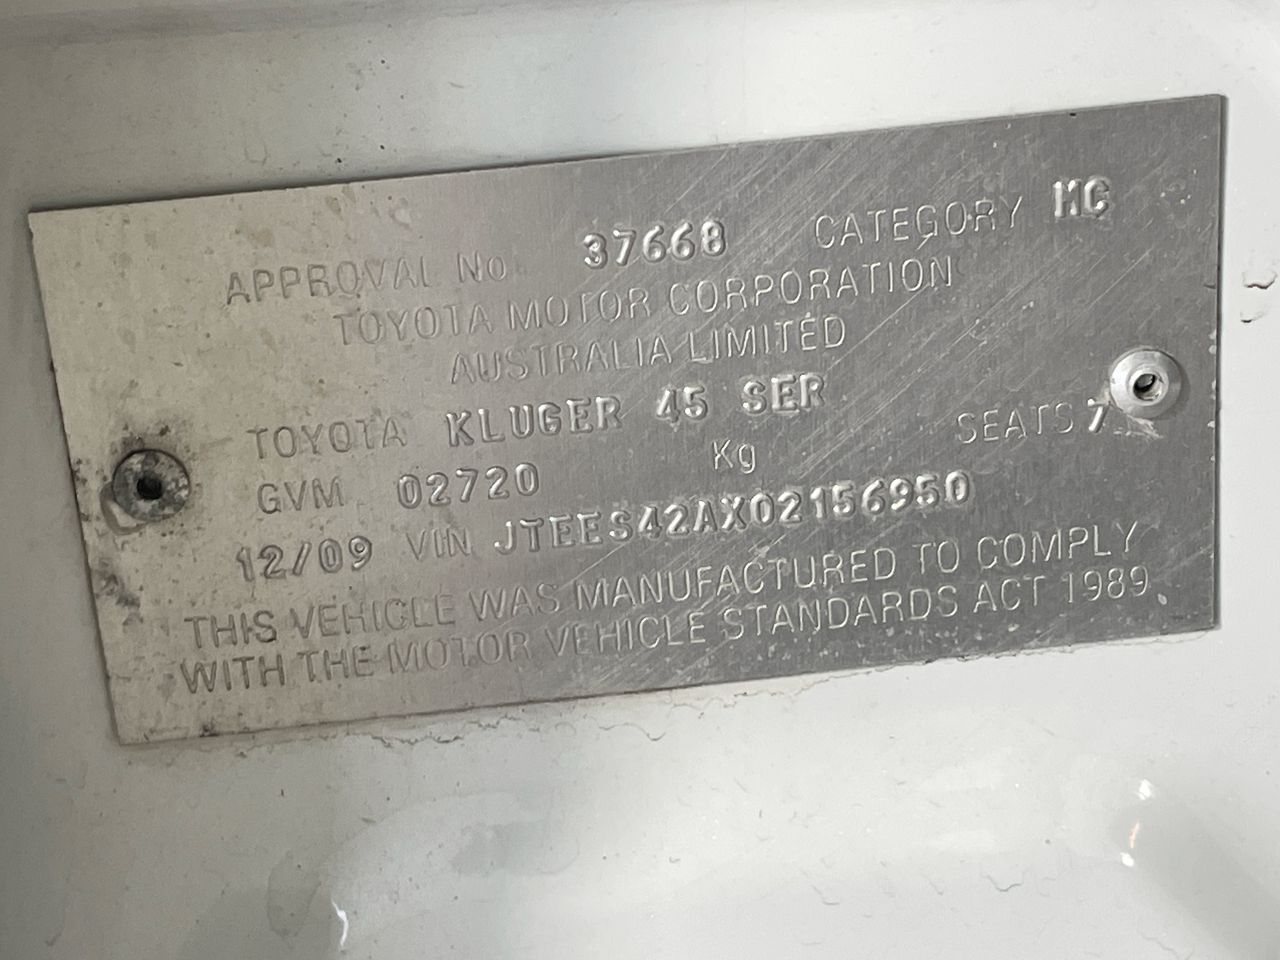 APPROVAL No 37668 CATEGORY MC
TOYOTA MOTOR CORPORATION
AUSTRALIA LIMITED
TOYOTA KLUGER 45 SER
GVM 02720 Kg SEATS 7
12/09 VIN JTEES42AX02156950
THIS VEHICLE WAS MANUFACTURED TO COMPLY
WITH THE MOTOR VEHICLE STANDARDS ACT 1989